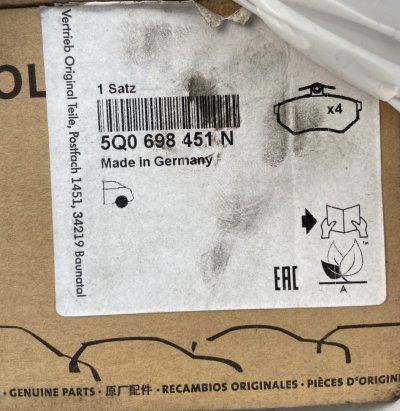 OL
Vertrieb Original Teile, Postfach 1451, 34219 Baunatal
1 Satz
x4
5Q0 698 451 N
Made in Germany
EAC
TM
A
· GENUINE PARTS · 原厂配件 · RECAMBIOS ORIGINALES · PIÈCES D'ORIGIN